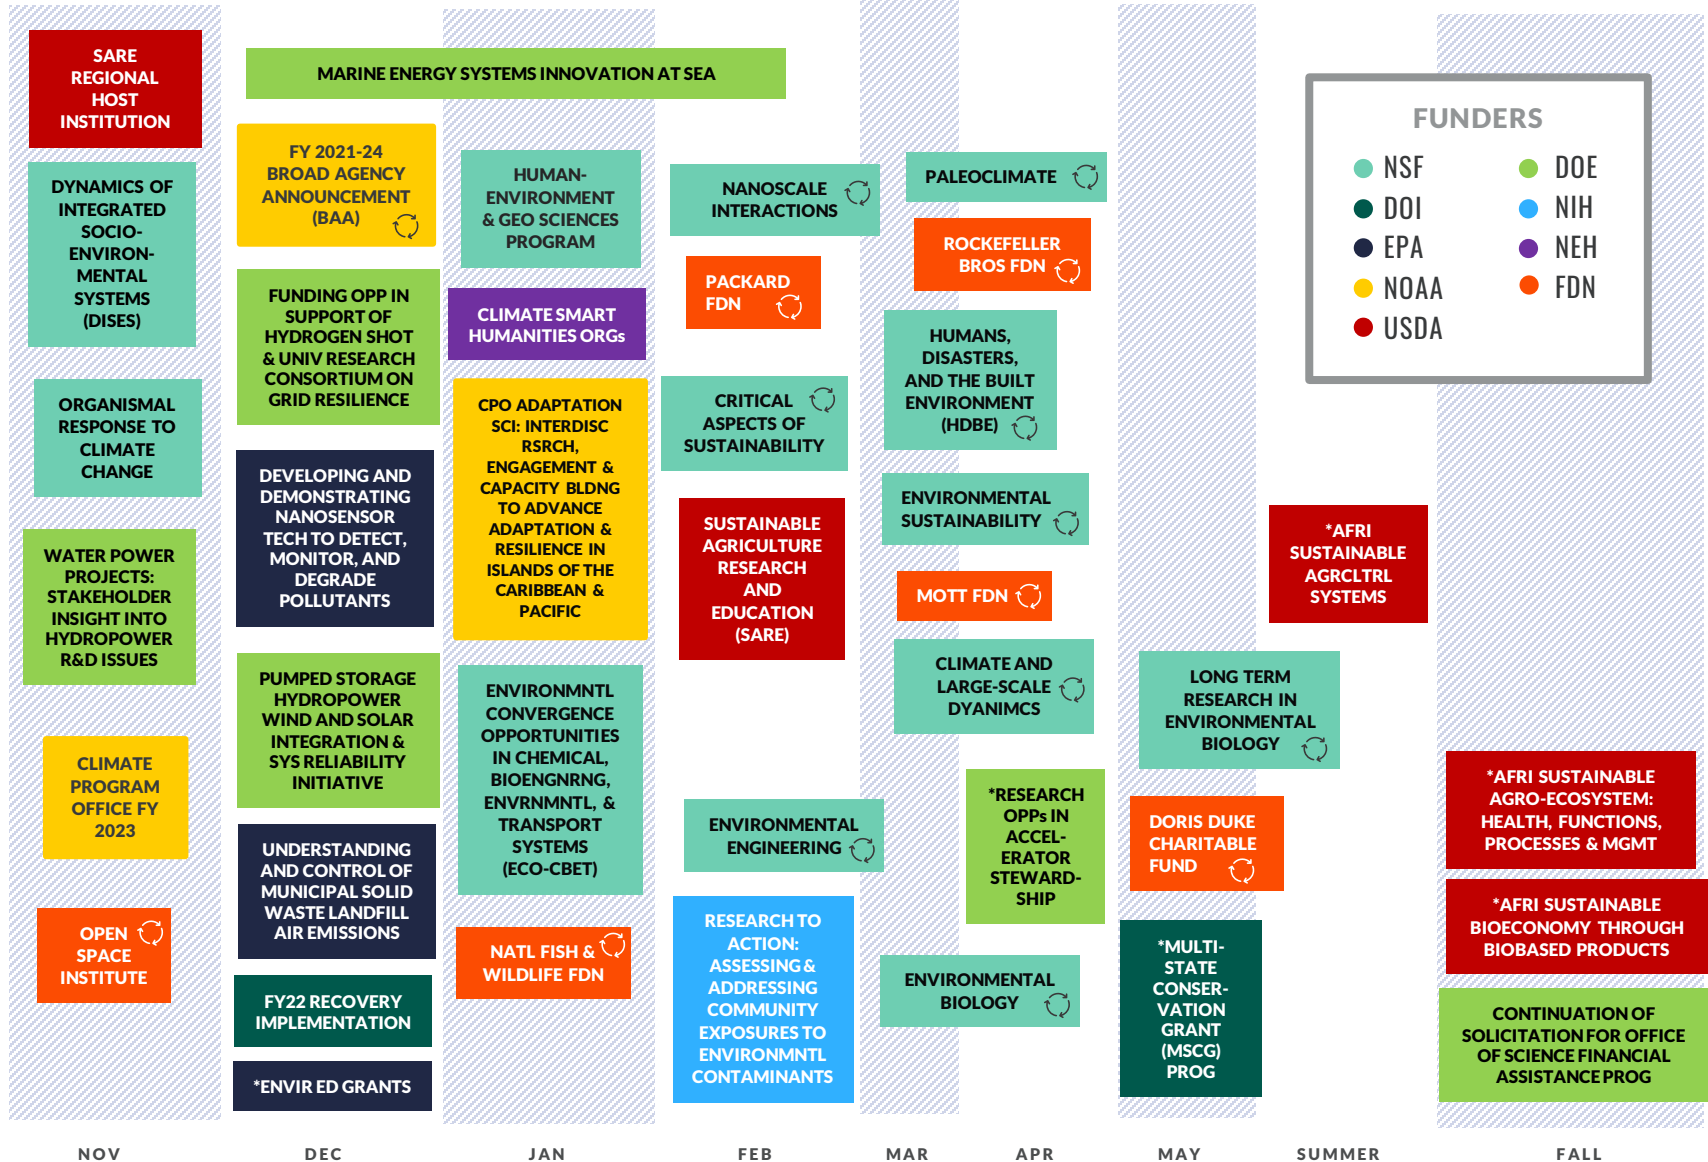 SARE
REGIONAL
HOST
INSTITUTION
DYNAMICS OF
INTEGRATED
SOCIO-
ENVIRON-
MENTAL
SYSTEMS
(DISES)
ORGANISMAL
RESPONSE TO
CLIMATE
CHANGE
WATER POWER
PROJECTS:
STAKEHOLDER
INSIGHT INTO
HYDROPOWER
R&D ISSUES
CLIMATE
PROGRAM
OFFICE FY
2023
OPEN
SPACE
INSTITUTE
MARINE ENERGY SYSTEMS INNOVATION AT SEA
FY 2021-24
BROAD AGENCY
ANNOUNCEMENT
(BAA)
FUNDING OPP IN
SUPPORT OF
HYDROGEN SHOT
& UNIV RESEARCH
CONSORTIUM ON
GRID RESILIENCE
DEVELOPING AND
DEMONSTRATING
NANOSENSOR
TECH TO DETECT,
MONITOR, AND
DEGRADE
POLLUTANTS
PUMPED STORAGE
HYDROPOWER
WIND AND SOLAR
INTEGRATION &
SYS RELIABILITY
INITIATIVE
UNDERSTANDING
AND CONTROL OF
MUNICIPAL SOLID
WASTE LANDFILL
AIR EMISSIONS
FY22 RECOVERY
IMPLEMENTATION
*ENVIR ED GRANTS
HUMAN-
ENVIRONMENT
& GEO SCIENCES
PROGRAM
CLIMATE SMART
HUMANITIES ORGs
CPO ADAPTATION
SCI: INTERDISC
RSRCH,
ENGAGEMENT &
CAPACITY BLDNG
TO ADVANCE
ADAPTATION &
RESILIENCE IN
ISLANDS OF THE
CARIBBEAN &
PACIFIC
ENVIRONMNTL
CONVERGENCE
OPPORTUNITIES
IN CHEMICAL,
BIOENGNRNG,
ENVRNMNTL, &
TRANSPORT
SYSTEMS
(ECO-CBET)
NATL FISH &
WILDLIFE FDN
NANOSCALE
INTERACTIONS
PACKARD
FDN
CRITICAL
ASPECTS OF
SUSTAINABILITY
SUSTAINABLE
AGRICULTURE
RESEARCH
AND
EDUCATION
(SARE)
ENVIRONMENTAL
ENGINEERING
RESEARCH TO
ACTION:
ASSESSING &
ADDRESSING
COMMUNITY
EXPOSURES TO
ENVIRONMNTL
CONTAMINANTS
PALEOCLIMATE
ROCKEFELLER
BROS FDN
HUMANS,
DISASTERS,
AND THE BUILT
ENVIRONMENT
(HDBE)
ENVIRONMENTAL
SUSTAINABILITY
MOTT FDN
CLIMATE AND
LARGE-SCALE
DYANIMCS
*RESEARCH
OPPs IN
ACCEL-
ERATOR
STEWARD-
SHIP
ENVIRONMENTAL
BIOLOGY
LONG TERM
RESEARCH IN
ENVIRONMENTAL
BIOLOGY
DORIS DUKE
CHARITABLE
FUND
*MULTI-
STATE
CONSER-
VATION
GRANT
(MSCG)
PROG
*AFRI
SUSTAINABLE
AGRCLTRL
SYSTEMS
FUNDERS
NSF
DOI
EPA
NOAA
USDA
DOE
NIH
NEH
FDN
*AFRI SUSTAINABLE
AGRO-ECOSYSTEM:
HEALTH, FUNCTIONS,
PROCESSES & MGMT
*AFRI SUSTAINABLE
BIOECONOMY THROUGH
BIOBASED PRODUCTS
CONTINUATION OF
SOLICITATION FOR OFFICE
OF SCIENCE FINANCIAL
ASSISTANCE PROG
NOV
DEC
JAN
FEB
MAR
APR
MAY
SUMMER
FALL